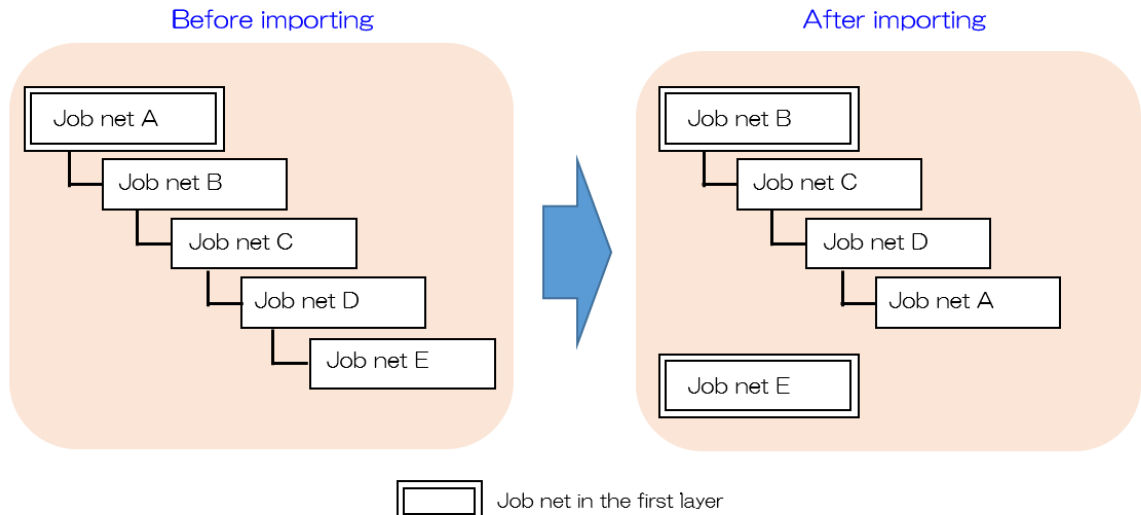 Before importing
Job net A
Job net B
Job net C
Job net D
Job net E
After importing
Job net B
Job net C
Job net D
Job net A
Job net E
Job net in the first layer